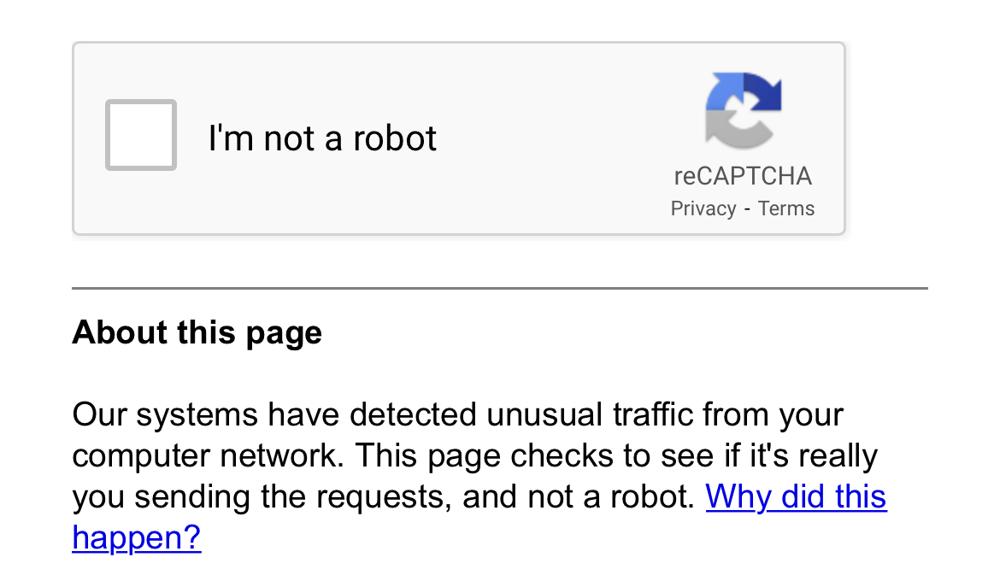 I'm not a robot
reCAPTCHA
Privacy - Terms
About this page
Our systems have detected unusual traffic from your
computer network. This page checks to see if it's really
you sending the requests, and not a robot. Why did this
happen?